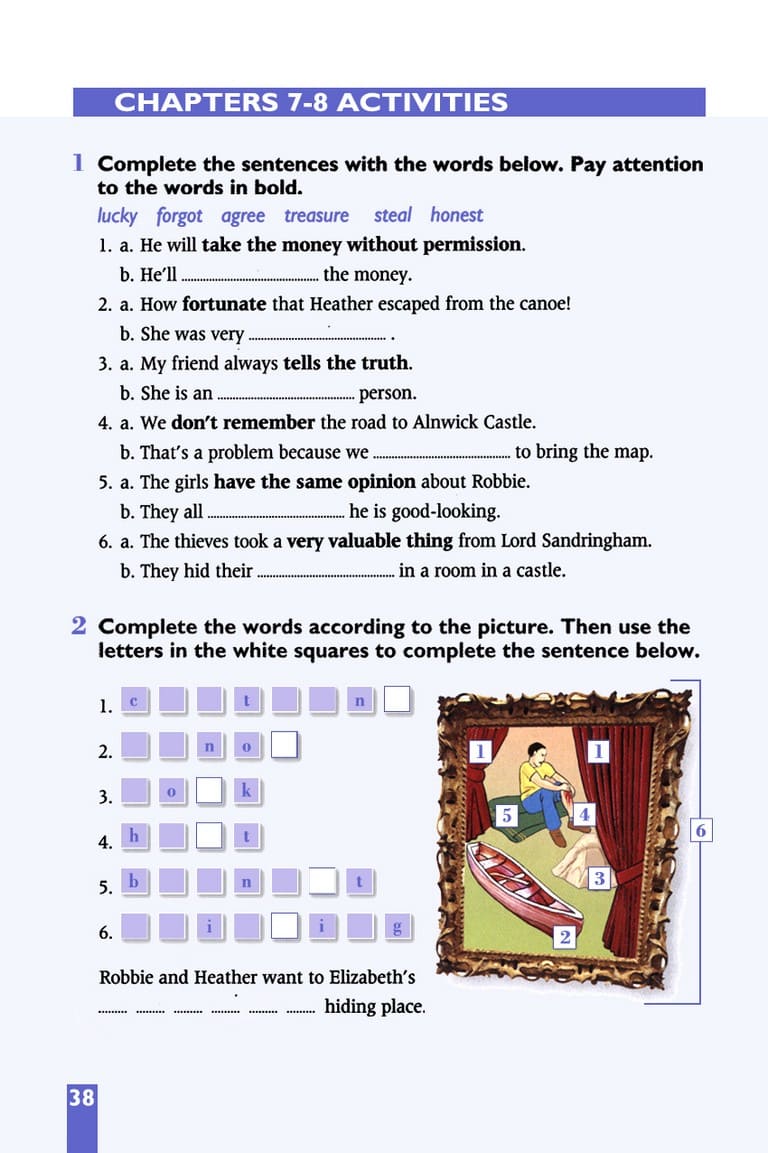 CHAPTERS 7-8 ACTIVITIES
1 Complete the sentences with the words below. Pay attention
to the words in bold.
lucky forgot agree treasure steal honest
1. a. He will take the money without permission.
b. He'll ............................................. the money.
2. a. How fortunate that Heather escaped from the canoe!
b. She was very ............................................. .
3. a. My friend always tells the truth.
b. She is an ............................................. person.
4. a. We don't remember the road to Alnwick Castle.
b. That's a problem because we ............................................. to bring the map.
5. a. The girls have the same opinion about Robbie.
b. They all ............................................. he is good-looking.
6. a. The thieves took a very valuable thing from Lord Sandringham.
b. They hid their ............................................. in a room in a castle.
2 Complete the words according to the picture. Then use the
letters in the white squares to complete the sentence below.
1. c t n
2. n o
3. o k
4. h t
5. b n t
6. i i g
1 1
5 4
6
3
2
Robbie and Heather want to Elizabeth's
......... ......... ......... ......... ......... ......... hiding place.
38